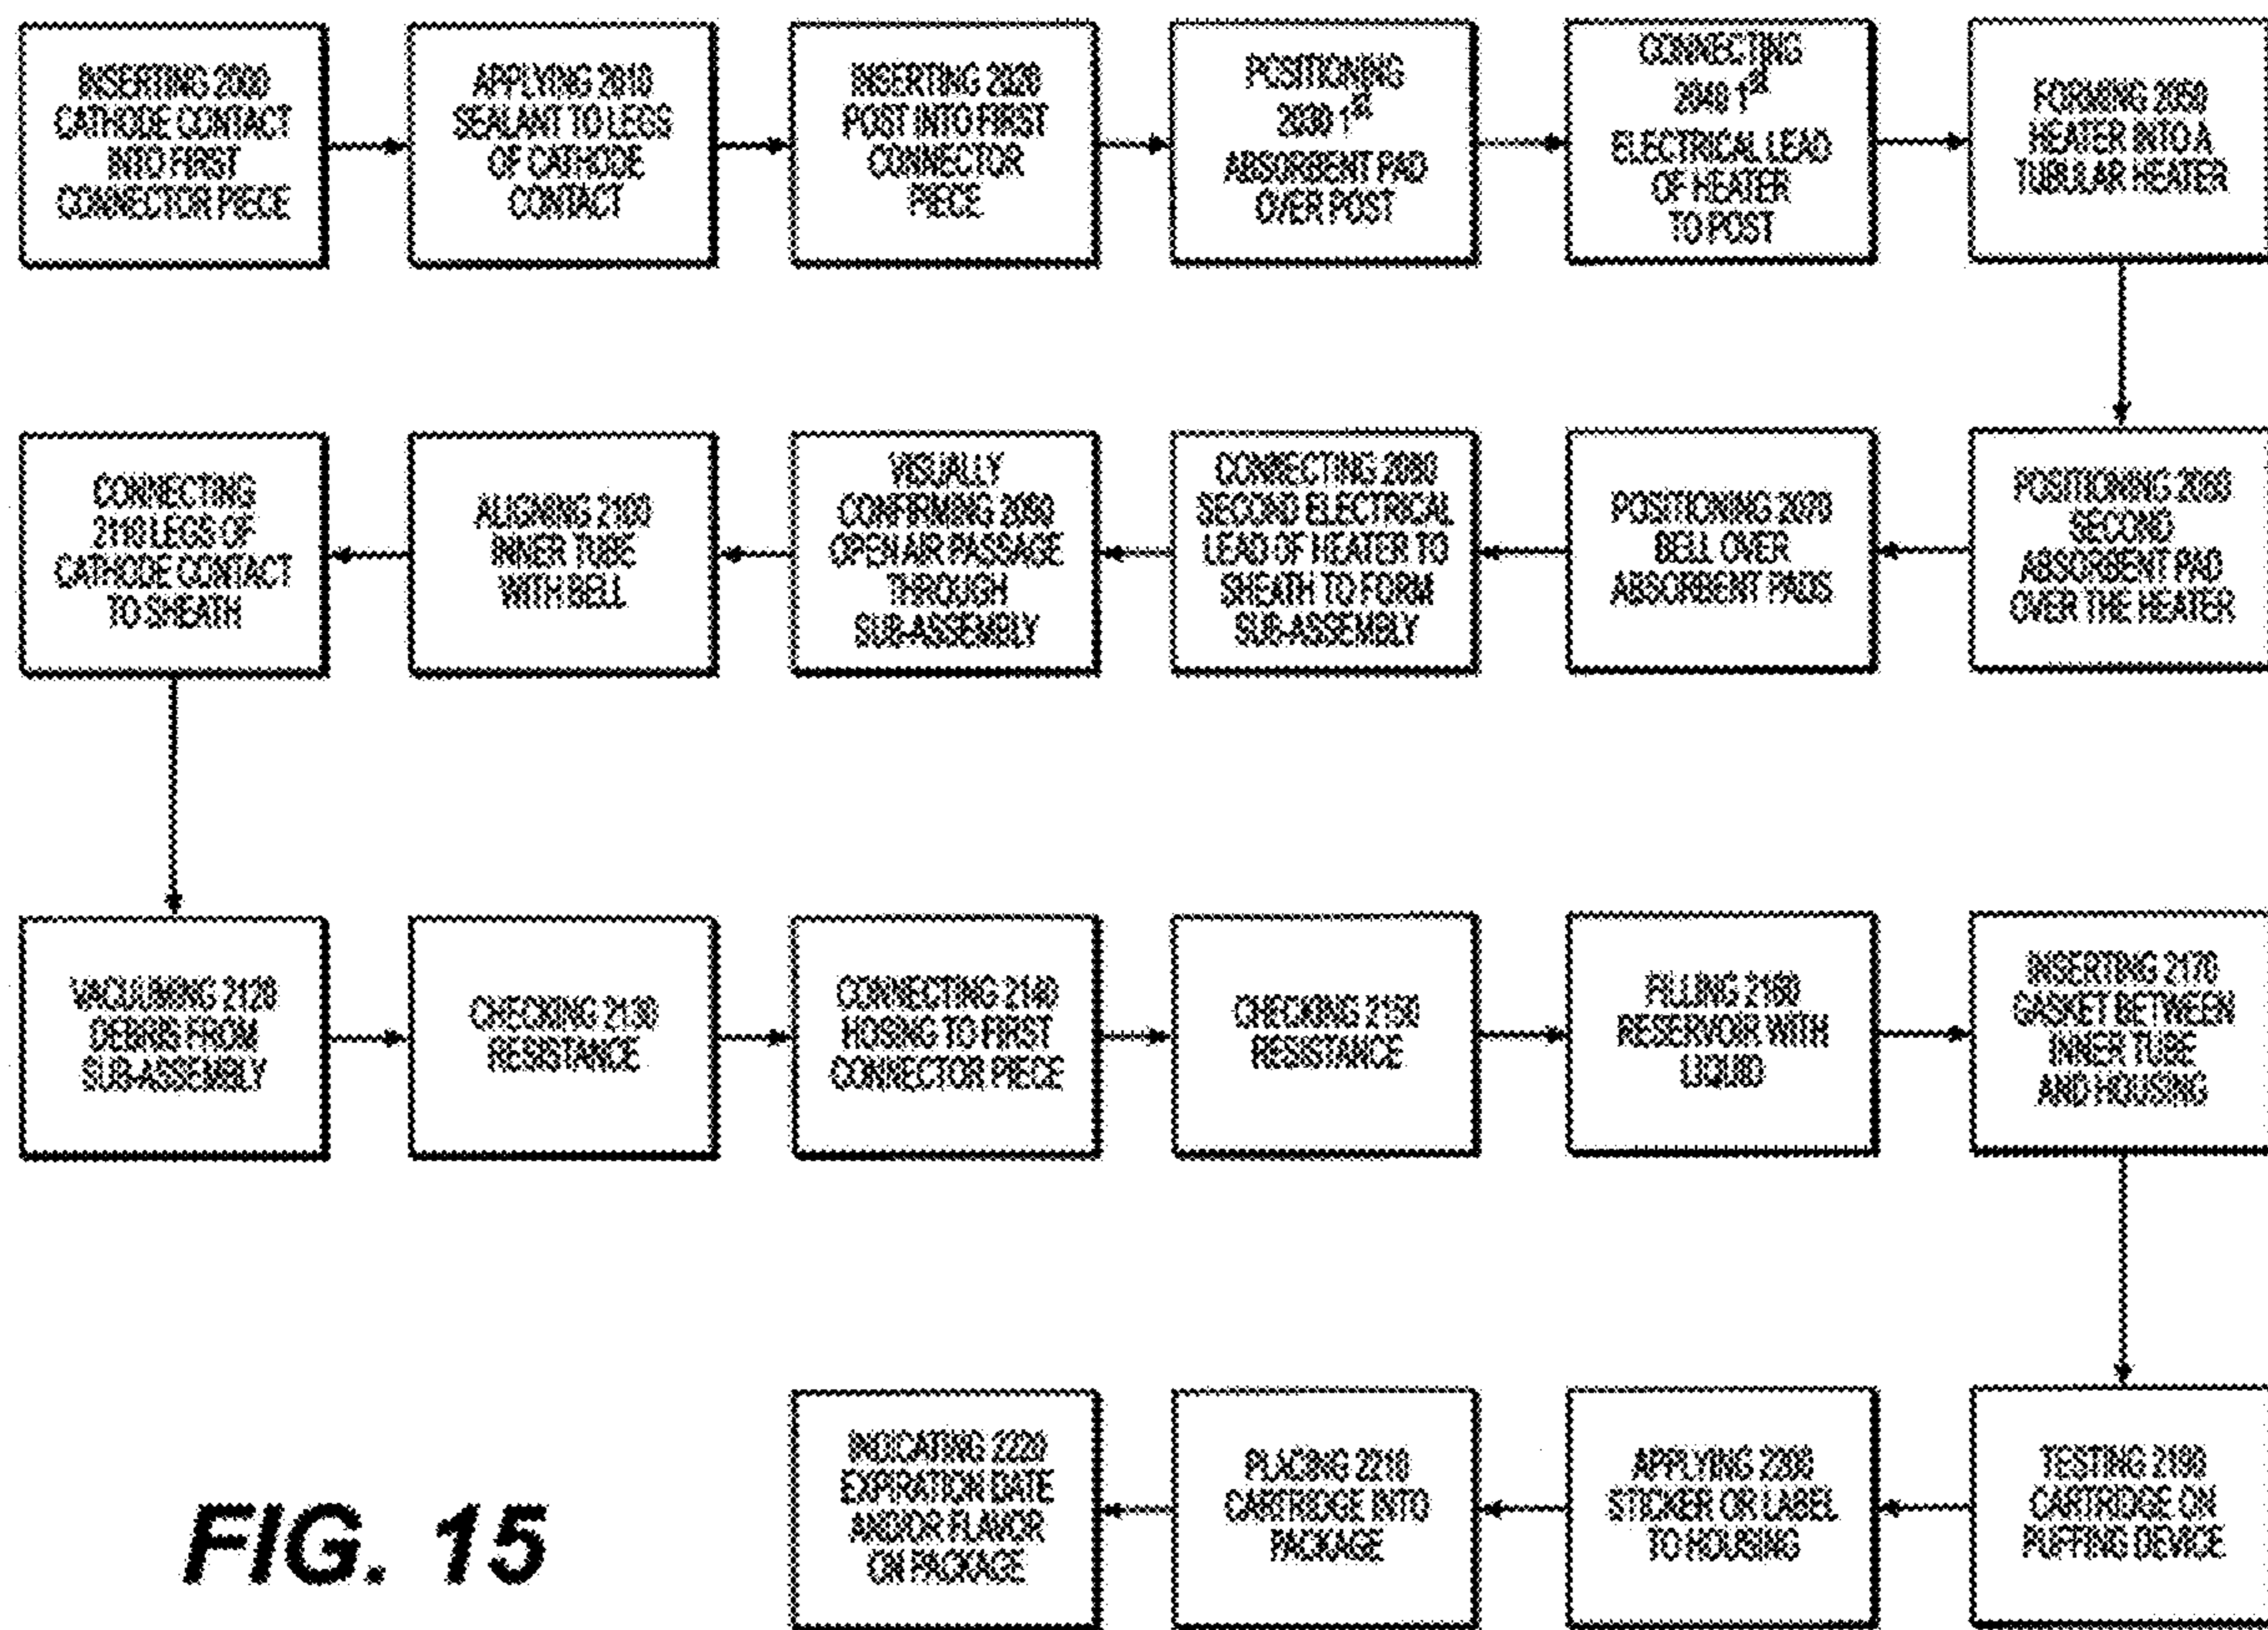 INSERTING 2000
CATHODE CONTACT
INTO FIRST
CONNECTOR PIECE
APPLYING 2010
SEALANT TO LEGS
OF CATHODE
CONTACT
INSERTING 2020
POST INTO FIRST
CONNECTOR
PIECE
POSITIONING
2030 1st
ABSORBENT PAD
OVER POST
CONNECTING
2040 1st
ELECTRICAL LEAD
OF HEATER
TO POST
FORMING 2050
HEATER INTO A
TUBULAR HEATER
POSITIONING 2060
SECOND
ABSORBENT PAD
OVER THE HEATER
POSITIONING 2070
BELL OVER
ABSORBENT PADS
CONNECTING 2080
SECOND ELECTRICAL
LEAD OF HEATER TO
SHEATH TO FORM
SUB-ASSEMBLY
VISUALLY
CONFIRMING 2090
OPEN AIR PASSAGE
THROUGH
SUB-ASSEMBLY
ALIGNING 2100
INNER TUBE
WITH BELL
CONNECTING
2110 LEGS OF
CATHODE CONTACT
TO SHEATH
VACUUMING 2120
DEBRIS FROM
SUB-ASSEMBLY
CHECKING 2130
RESISTANCE
CONNECTING 2140
HOSNG TO FIRST
CONNECTOR PIECE
CHECKING 2150
RESISTANCE
FILLING 2160
RESERVOIR WITH
LIQUID
INSERTING 2170
GASKET BETWEEN
INNER TUBE
AND HOUSING
TESTING 2190
CARTRIDGE ON
PUFFING DEVICE
APPLYING 2200
STICKER OR LABEL
TO HOUSING
PLACING 2210
CARTRIDGE INTO
PACKAGE
INDICATING 2220
EXPIRATION DATE
AND/OR FLAVOR
ON PACKAGE
FIG. 15